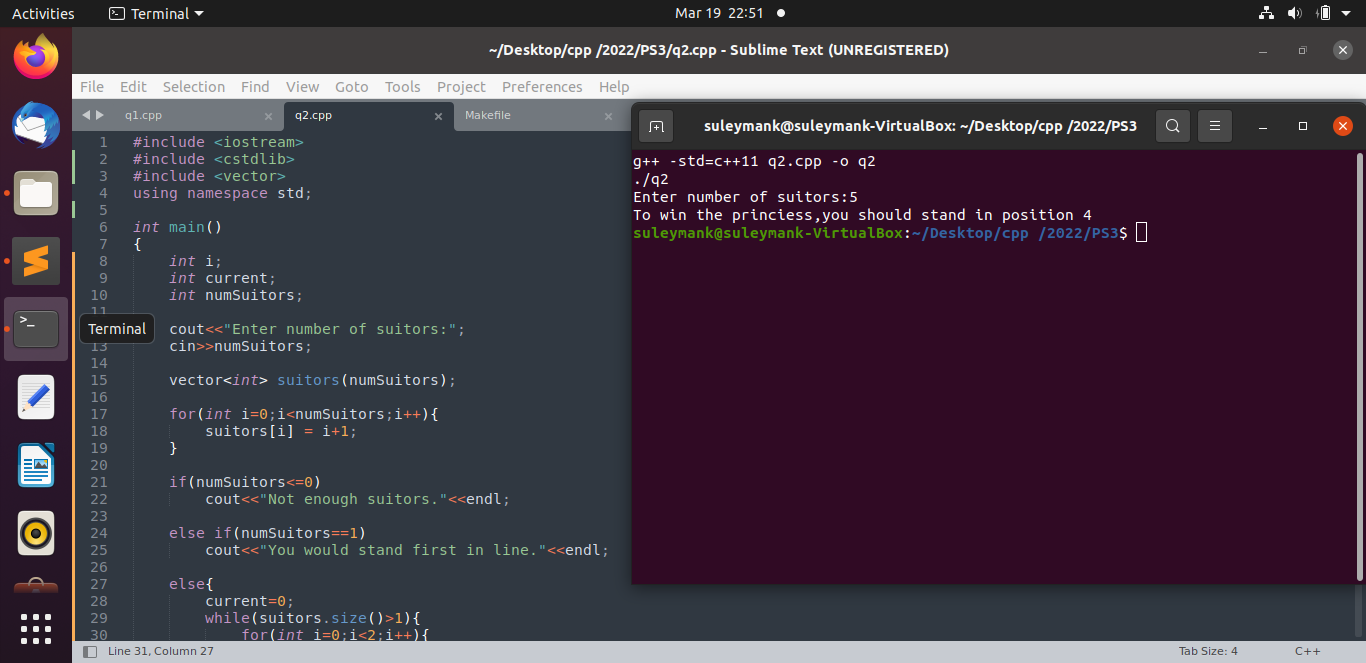 Activities
Terminal
Mar 19 22:51
~/Desktop/cpp /2022/PS3/q2.cpp - Sublime Text (UNREGISTERED)
File Edit Selection Find View Goto Tools Project Preferences Help
q1.cpp
q2.cpp
Makefile
1 #include <iostream>
2 #include <cstdlib>
3 #include <vector>
4 using namespace std;
5
6 int main()
7 {
8 int i;
9 int current;
10 int numSuitors;
11
cout<<"Enter number of suitors:";
13 cin>>numSuitors;
14
15 vector<int> suitors(numSuitors);
16
17 for(int i=0;i<numSuitors;i++){
18 suitors[i] = i+1;
19 }
20
21 if(numSuitors<=0)
22 cout<<"Not enough suitors."<<endl;
23
24 else if(numSuitors==1)
25 cout<<"You would stand first in line."<<endl;
26
27 else{
28 current=0;
29 while(suitors.size()>1){
30 for(int i=0;i<2;i++){
Terminal
suleymank@suleymank-VirtualBox: ~/Desktop/cpp /2022/PS3
g++ -std=c++11 q2.cpp -o q2
./q2
Enter number of suitors:5
To win the princiess,you should stand in position 4
suleymank@suleymank-VirtualBox:~/Desktop/cpp /2022/PS3$
Line 31, Column 27
Tab Size: 4
C++